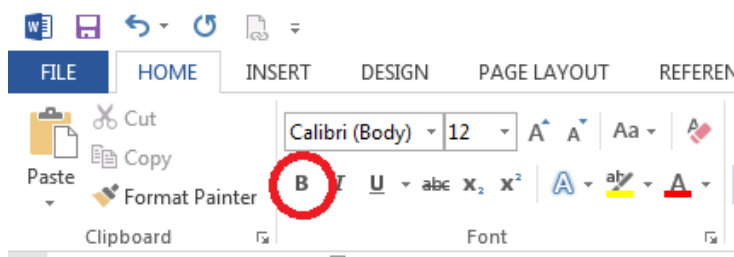 FILE HOME INSERT DESIGN PAGE LAYOUT REFEREN
Cut
Copy
Format Painter
Paste
Clipboard
Calibri (Body) 12 A A Aa A
B I U abc X₂ X² A ab A
Font